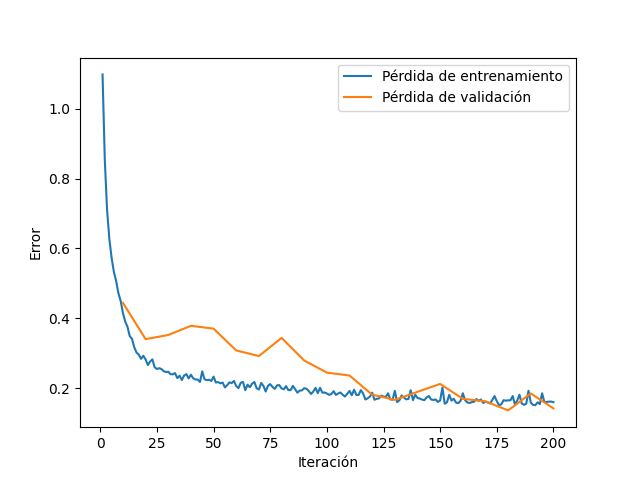 Pérdida de entrenamiento
Pérdida de validación
Error
1.0
0.8
0.6
0.4
0.2
0 25 50 75 100 125 150 175 200
Iteración